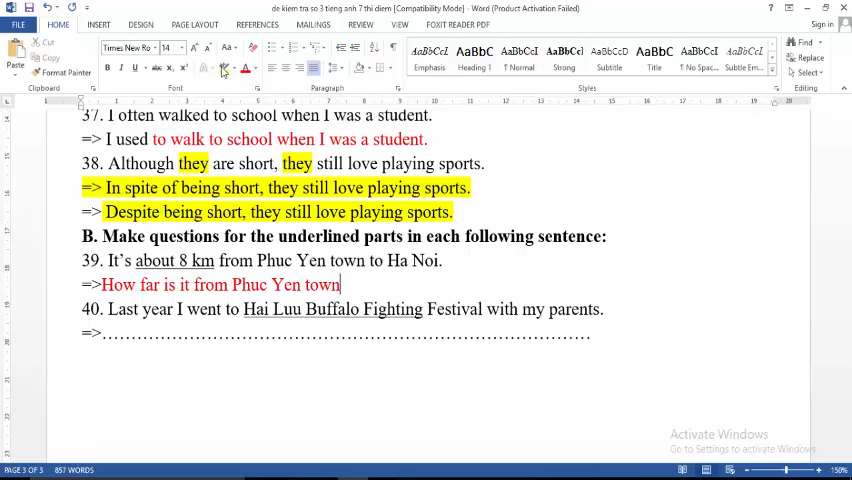 de kiem tra so 3 tieng anh 7 thi diem [Compatibility Mode] - Word (Product Activation Failed)
FILE HOME INSERT DESIGN PAGE LAYOUT REFERENCES MAILINGS REVIEW VIEW FOXIT READER PDF Sign in
Cut
Copy
Format Painter
Paste
Clipboard
Times New Ro 14
Font
Paragraph
AaBbCcI AaBbC AaBbCcI AaBbCcI AaBbCcD AaBbC AaBbCcI AaBbCcI
Emphasis Heading 1 ¶ Normal Strong Subtitle Title ¶ No Spac... Subtle Em...
Styles
Find
Replace
Select
Editing
37. I often walked to school when I was a student.
=> I used to walk to school when I was a student.
38. Although they are short, they still love playing sports.
=> In spite of being short, they still love playing sports.
=> Despite being short, they still love playing sports.
B. Make questions for the underlined parts in each following sentence:
39. It’s about 8 km from Phuc Yen town to Ha Noi.
=>How far is it from Phuc Yen town
40. Last year I went to Hai Luu Buffalo Fighting Festival with my parents.
=>……………………………………………………………………………
Activate Windows
Go to Settings to activate Windows.
PAGE 3 OF 3 857 WORDS 150%